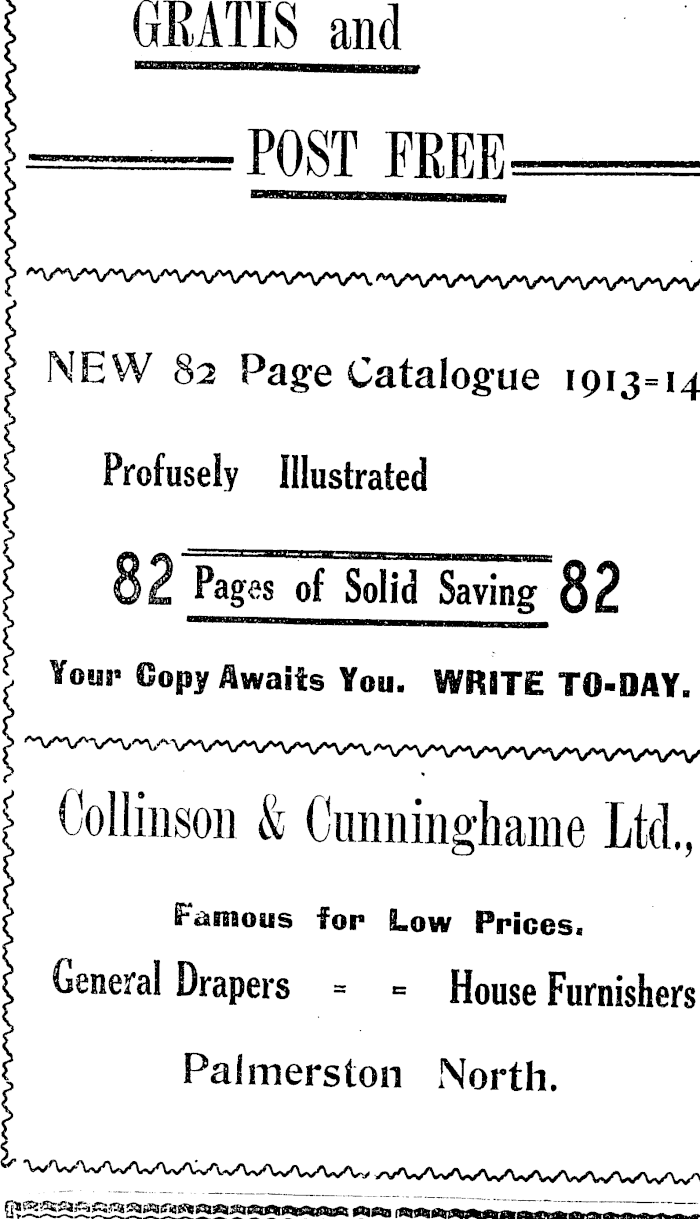 GRATIS and
POST FREE
NEW 82 Page Catalogue 1913=14
Profusely Illustrated
82 Pages of Solid Saving 82
Your Copy Awaits You. WRITE TO-DAY.
Collinson & Cunninghame Ltd.,
Famous for Low Prices.
General Drapers = = House Furnishers
Palmerston North.